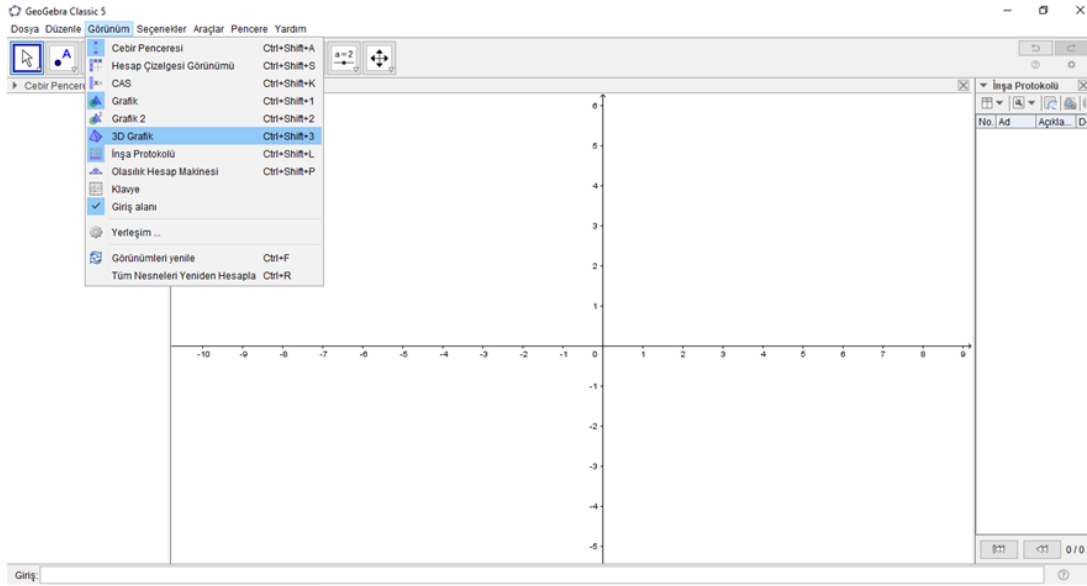 GeoGebra Classic 5
Dosya Düzenle Görünüm Seçenekler Araçlar Pencere Yardım
A
a=2
Cebir Pencere
İnşa Protokolü
Cebir Penceresi Ctrl+Shift+A
Hesap Çizelgesi Görünümü Ctrl+Shift+S
CAS Ctrl+Shift+K
Grafik Ctrl+Shift+1
Grafik 2 Ctrl+Shift+2
3D Grafik Ctrl+Shift+3
İnşa Protokolü Ctrl+Shift+L
Olasılık Hesap Makinesi Ctrl+Shift+P
Klavye
Giriş alanı
Yerleşim ...
Görünümleri yenile Ctrl+F
Tüm Nesneleri Yeniden Hesapla Ctrl+R
No. Ad Açıkla... D
6
5
4
3
2
1
-10 -9 -8 -7 -6 -5 -4 -3 -2 -1 0 1 2 3 4 5 6 7 8 9
-1
-2
-3
-4
-5
0 / 0
Giriş: